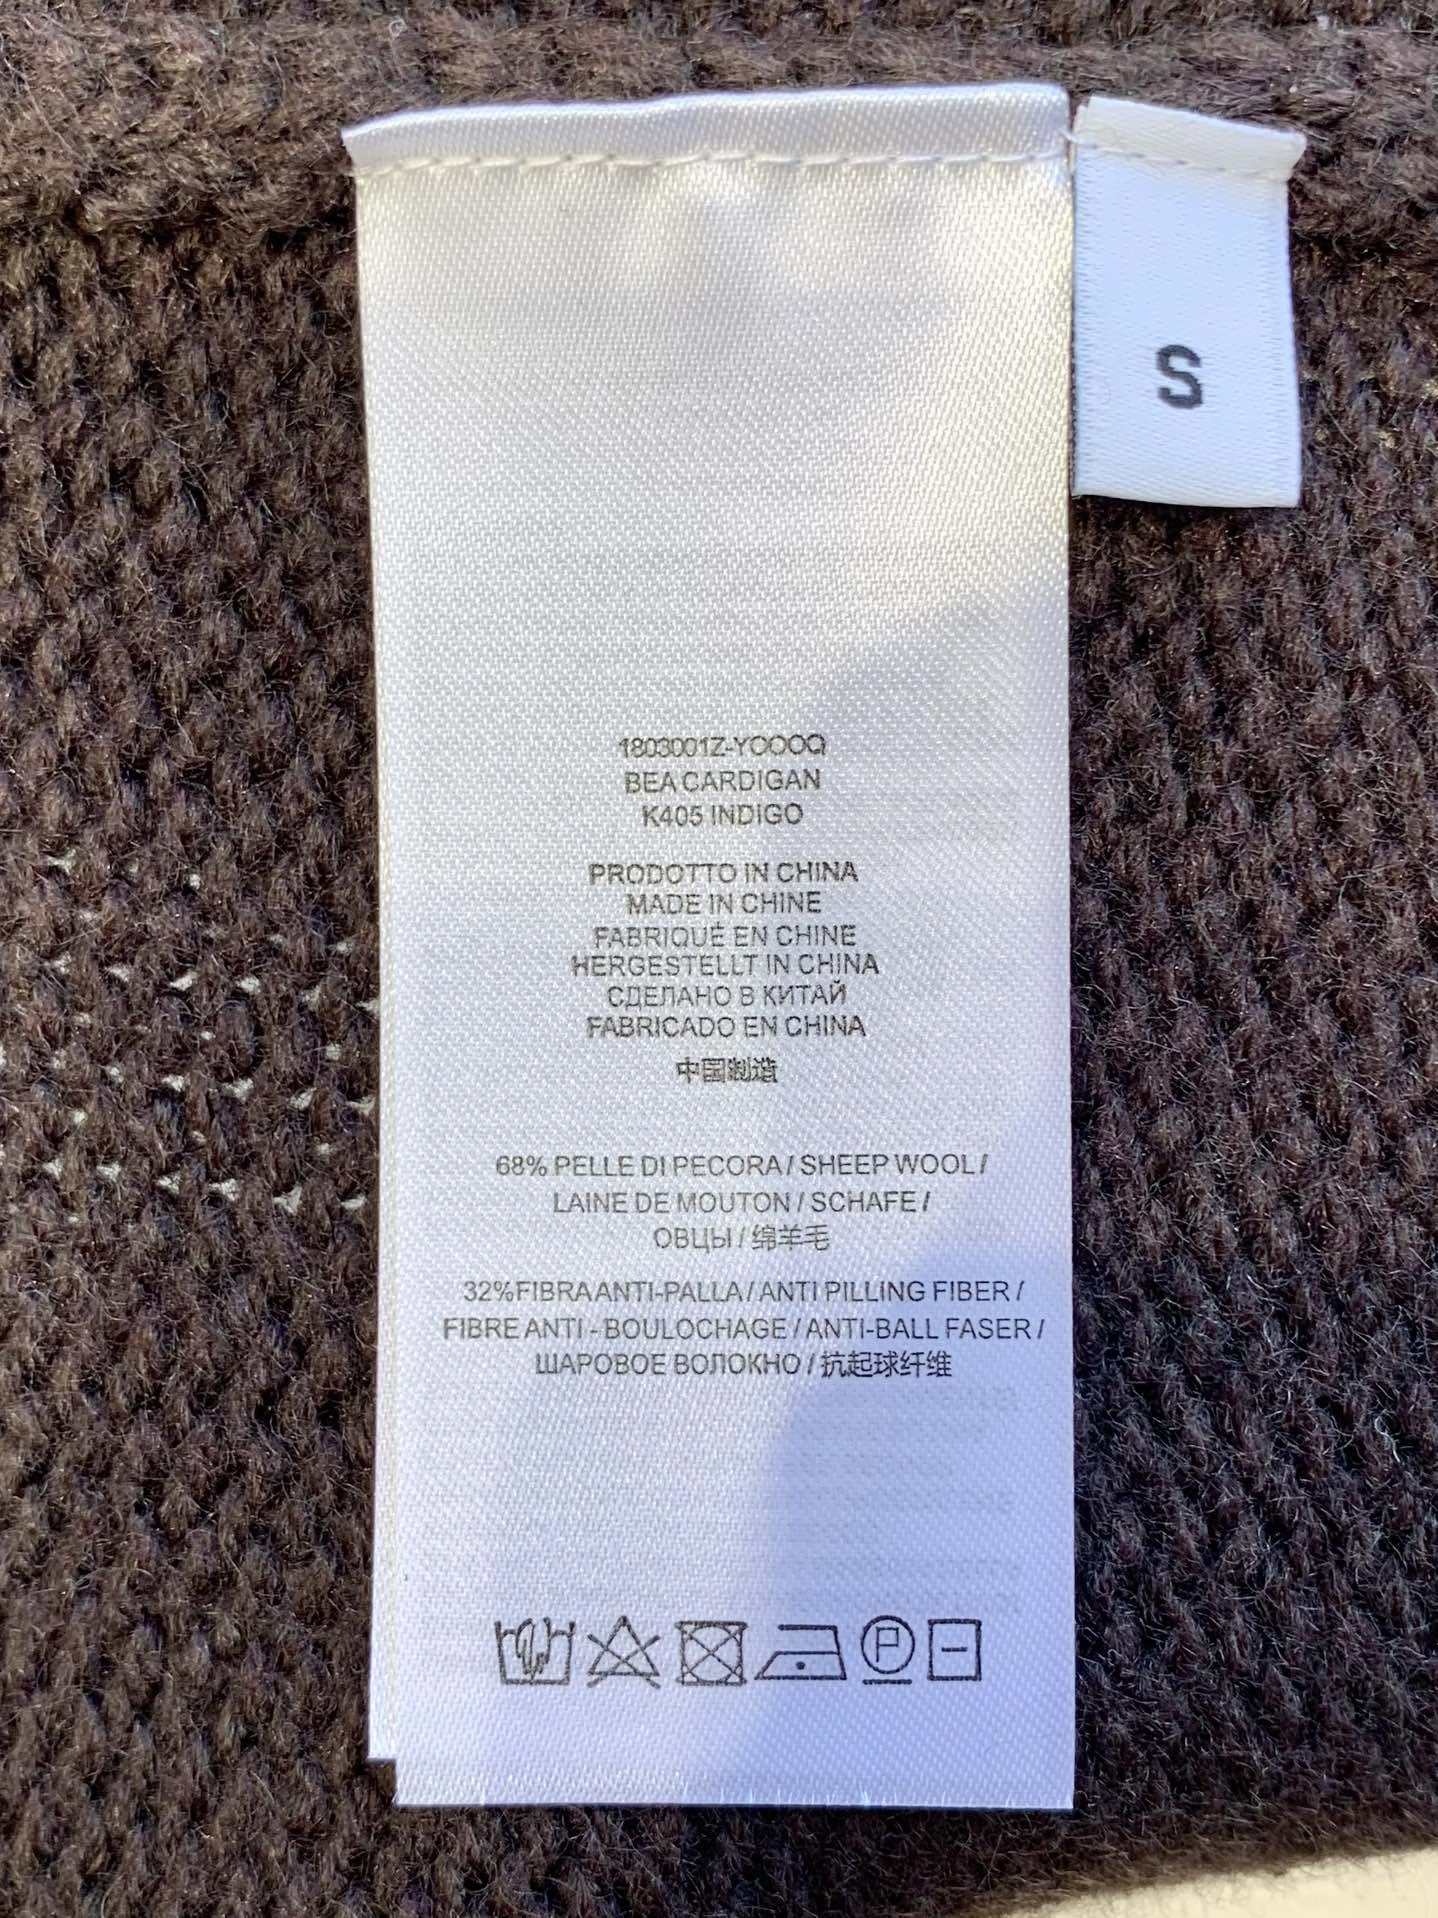 S
1803001Z-YOOOQ
BEA CARDIGAN
K405 INDIGO
PRODOTTO IN CHINA
MADE IN CHINE
FABRIQUÉ EN CHINE
HERGESTELLT IN CHINA
СДЕЛАНО В КИТАЙ
FABRICADO EN CHINA
中国制造
68% PELLE DI PECORA / SHEEP WOOL /
LAINE DE MOUTON / SCHAFE /
ОВЦЫ / 绵羊毛
32% FIBRA ANTI-PALLA / ANTI PILLING FIBER /
FIBRE ANTI - BOULOCHAGE / ANTI-BALL FASER /
ШАРОВОЕ ВОЛОКНО / 抗起球纤维
P